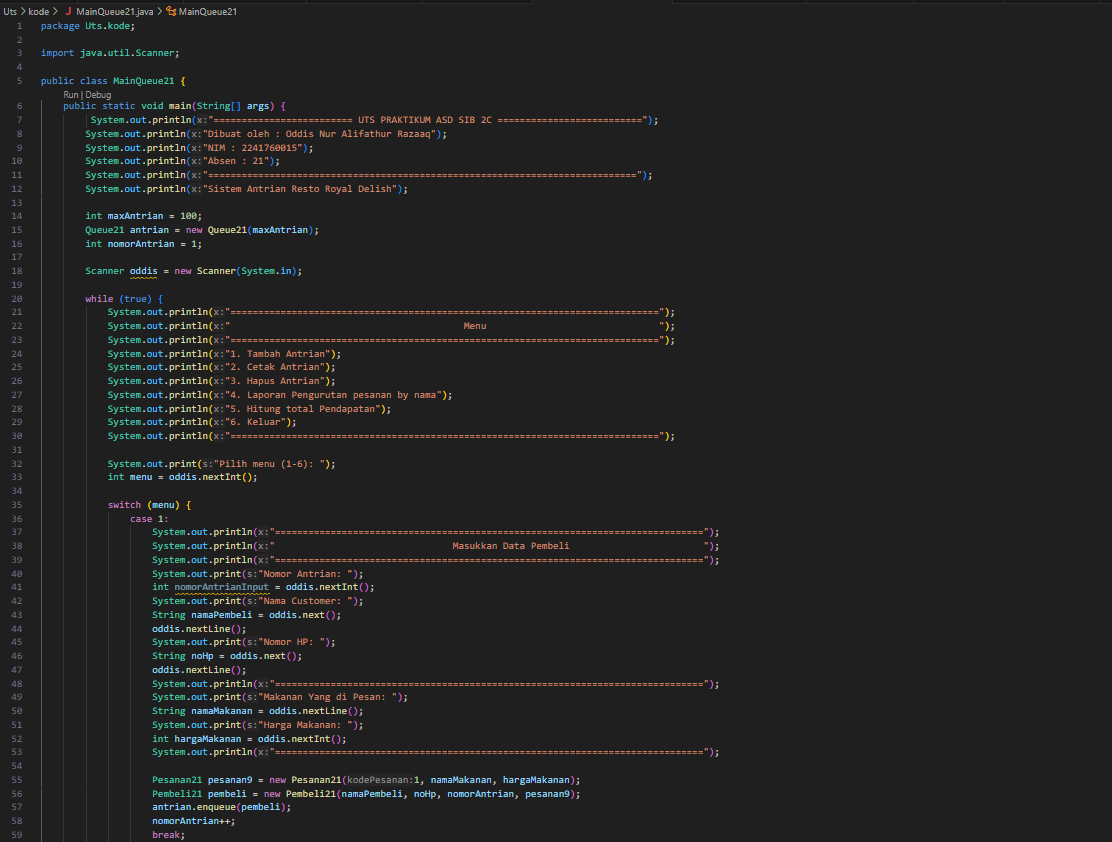 Uts > kode > J MainQueue21.java > MainQueue21
1 package Uts.kode;
2
3 import java.util.Scanner;
4
5 public class MainQueue21 {
Run | Debug
6 public static void main(String[] args) {
7 System.out.println(x:"========================= UTS PRAKTIKUM ASD SIB 2C ==========================");
8 System.out.println(x:"Dibuat oleh : Oddis Nur Alifathur Razaaq");
9 System.out.println(x:"NIM : 2241760015");
10 System.out.println(x:"Absen : 21");
11 System.out.println(x:"=============================================================================");
12 System.out.println(x:"Sistem Antrian Resto Royal Delish");
13
14 int maxAntrian = 100;
15 Queue21 antrian = new Queue21(maxAntrian);
16 int nomorAntrian = 1;
17
18 Scanner oddis = new Scanner(System.in);
19
20 while (true) {
21 System.out.println(x:"=============================================================================");
22 System.out.println(x:"                                          Menu                               ");
23 System.out.println(x:"=============================================================================");
24 System.out.println(x:"1. Tambah Antrian");
25 System.out.println(x:"2. Cetak Antrian");
26 System.out.println(x:"3. Hapus Antrian");
27 System.out.println(x:"4. Laporan Pengurutan pesanan by nama");
28 System.out.println(x:"5. Hitung total Pendapatan");
29 System.out.println(x:"6. Keluar");
30 System.out.println(x:"=============================================================================");
31
32 System.out.print(s:"Pilih menu (1-6): ");
33 int menu = oddis.nextInt();
34
35 switch (menu) {
36 case 1:
37 System.out.println(x:"=============================================================================");
38 System.out.println(x:"                                Masukkan Data Pembeli                        ");
39 System.out.println(x:"=============================================================================");
40 System.out.print(s:"Nomor Antrian: ");
41 int nomorAntrianInput = oddis.nextInt();
42 System.out.print(s:"Nama Customer: ");
43 String namaPembeli = oddis.next();
44 oddis.nextLine();
45 System.out.print(s:"Nomor HP: ");
46 String noHp = oddis.next();
47 oddis.nextLine();
48 System.out.println(x:"=============================================================================");
49 System.out.print(s:"Makanan Yang di Pesan: ");
50 String namaMakanan = oddis.nextLine();
51 System.out.print(s:"Harga Makanan: ");
52 int hargaMakanan = oddis.nextInt();
53 System.out.println(x:"=============================================================================");
54
55 Pesanan21 pesanan9 = new Pesanan21(kodePesanan:1, namaMakanan, hargaMakanan);
56 Pembeli21 pembeli = new Pembeli21(namaPembeli, noHp, nomorAntrian, pesanan9);
57 antrian.enqueue(pembeli);
58 nomorAntrian++;
59 break;